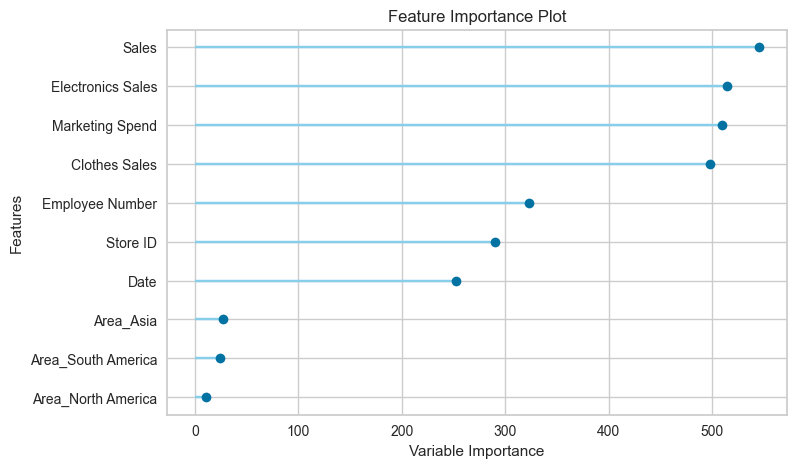 Feature Importance Plot
Sales
Electronics Sales
Marketing Spend
Clothes Sales
Employee Number
Store ID
Date
Area_Asia
Area_South America
Area_North America
Features
0 100 200 300 400 500
Variable Importance